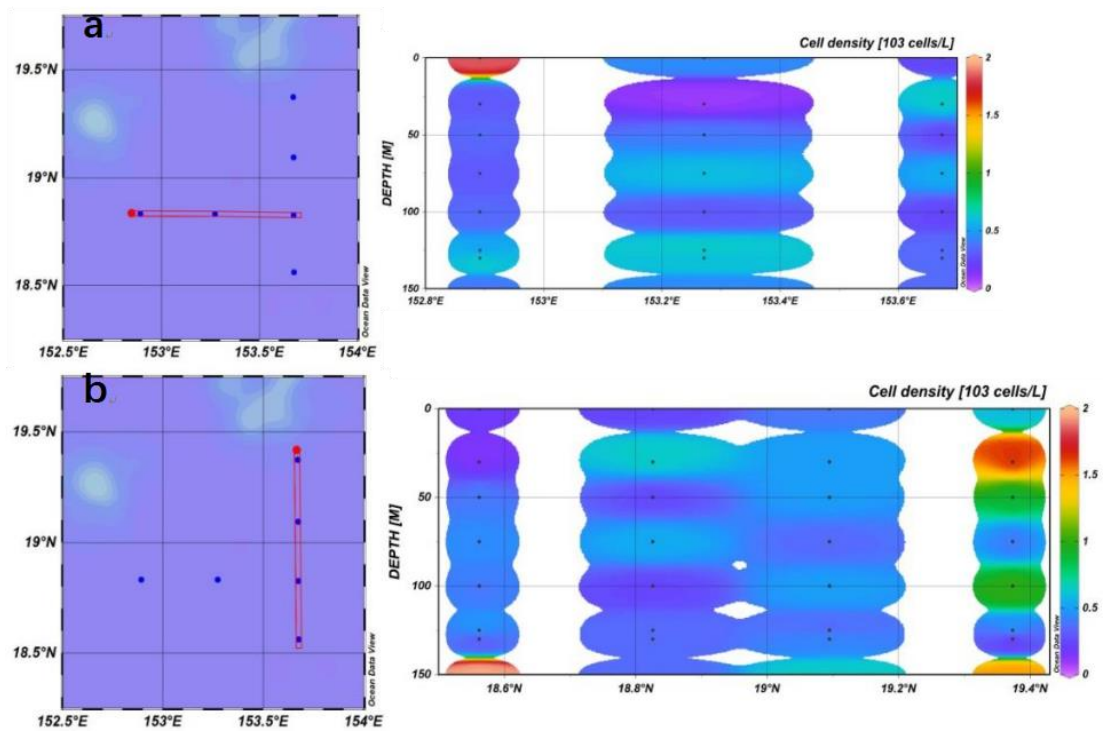 a
19.5°N
19°N
18.5°N
152.5°E 153°E 153.5°E 154°E
Ocean Data View
Cell density [103 cells/L]
DEPTH [M]
0
50
100
150
152.8°E 153°E 153.2°E 153.4°E 153.6°E
Ocean Data View
2
1.5
1
0.5
0
b
19.5°N
19°N
18.5°N
152.5°E 153°E 153.5°E 154°E
Ocean Data View
Cell density [103 cells/L]
DEPTH [M]
0
50
100
150
18.6°N 18.8°N 19°N 19.2°N 19.4°N
Ocean Data View
2
1.5
1
0.5
0